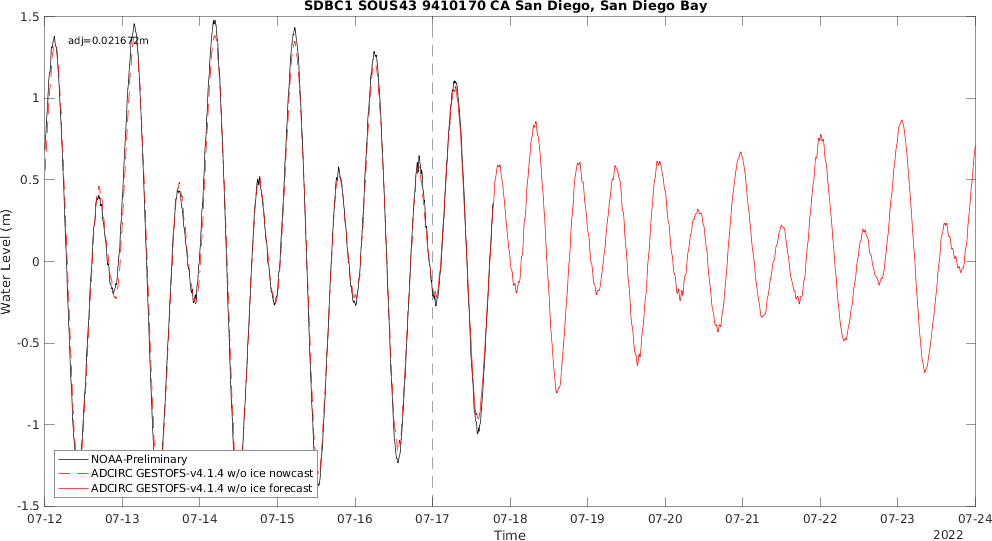 SDBC1 SOUS43 9410170 CA San Diego, San Diego Bay
adj=0.021672m
Water Level (m)
1.5
1
0.5
0
-0.5
-1
-1.5
NOAA-Preliminary
ADCIRC GESTOFS-v4.1.4 w/o ice nowcast
ADCIRC GESTOFS-v4.1.4 w/o ice forecast
07-12 07-13 07-14 07-15 07-16 07-17 07-18 07-19 07-20 07-21 07-22 07-23 07-24
Time
2022